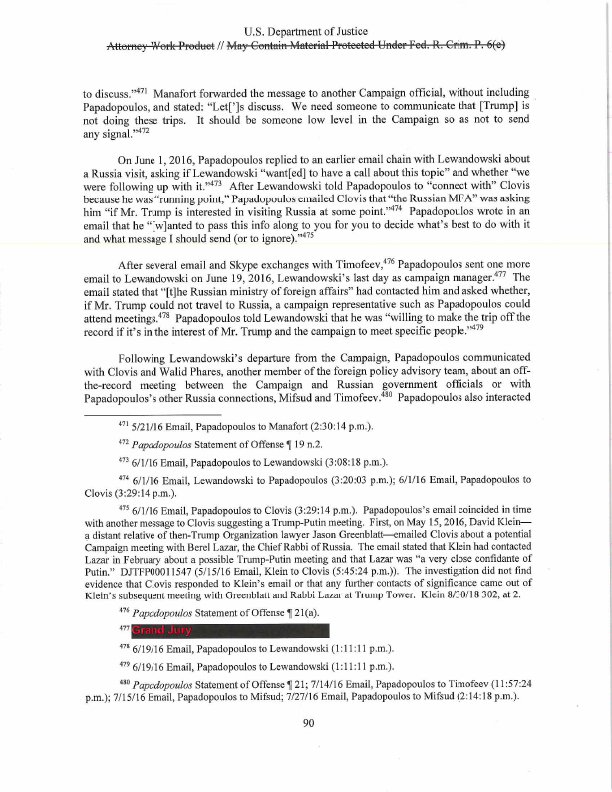 U.S. Department of Justice
Attorney Work Product // May Contain Material Protected Under Fed. R. Crim. P. 6(e)
to discuss."471 Manafort forwarded the message to another Campaign official, without including
Papadopoulos, and stated: "Let[']s discuss. We need someone to communicate that [Trump] is
not doing these trips. It should be someone low level in the Campaign so as not to send
any signal."472
On June 1, 2016, Papadopoulos replied to an earlier email chain with Lewandowski about
a Russia visit, asking if Lewandowski "want[ed] to have a call about this topic" and whether "we
were following up with it."473 After Lewandowski told Papadopoulos to "connect with" Clovis
because he was "running point," Papadopoulos emailed Clovis that "the Russian MFA" was asking
him "if Mr. Trump is interested in visiting Russia at some point."474 Papadopoulos wrote in an
email that he "[w]anted to pass this info along to you for you to decide what's best to do with it
and what message I should send (or to ignore)."475
After several email and Skype exchanges with Timofeev,476 Papadopoulos sent one more
email to Lewandowski on June 19, 2016, Lewandowski's last day as campaign manager.477 The
email stated that "[t]he Russian ministry of foreign affairs" had contacted him and asked whether,
if Mr. Trump could not travel to Russia, a campaign representative such as Papadopoulos could
attend meetings.478 Papadopoulos told Lewandowski that he was "willing to make the trip off the
record if it's in the interest of Mr. Trump and the campaign to meet specific people."479
Following Lewandowski's departure from the Campaign, Papadopoulos communicated
with Clovis and Walid Phares, another member of the foreign policy advisory team, about an off-
the-record meeting between the Campaign and Russian government officials or with
Papadopoulos's other Russia connections, Mifsud and Timofeev.480 Papadopoulos also interacted
471 5/21/16 Email, Papadopoulos to Manafort (2:30:14 p.m.).
472 Papadopoulos Statement of Offense ¶ 19 n.2.
473 6/1/16 Email, Papadopoulos to Lewandowski (3:08:18 p.m.).
474 6/1/16 Email, Lewandowski to Papadopoulos (3:20:03 p.m.); 6/1/16 Email, Papadopoulos to
Clovis (3:29:14 p.m.).
475 6/1/16 Email, Papadopoulos to Clovis (3:29:14 p.m.). Papadopoulos's email coincided in time
with another message to Clovis suggesting a Trump-Putin meeting. First, on May 15, 2016, David Klein—
a distant relative of then-Trump Organization lawyer Jason Greenblatt—emailed Clovis about a potential
Campaign meeting with Berel Lazar, the Chief Rabbi of Russia. The email stated that Klein had contacted
Lazar in February about a possible Trump-Putin meeting and that Lazar was "a very close confidante of
Putin." DJTFP00011547 (5/15/16 Email, Klein to Clovis (5:45:24 p.m.)). The investigation did not find
evidence that Clovis responded to Klein's email or that any further contacts of significance came out of
Klein's subsequent meeting with Greenblatt and Rabbi Lazar at Trump Tower. Klein 8/30/18 302, at 2.
476 Papadopoulos Statement of Offense ¶ 21(a).
477 Grand Jury
478 6/19/16 Email, Papadopoulos to Lewandowski (1:11:11 p.m.).
479 6/19/16 Email, Papadopoulos to Lewandowski (1:11:11 p.m.).
480 Papadopoulos Statement of Offense ¶ 21; 7/14/16 Email, Papadopoulos to Timofeev (11:57:24
p.m.); 7/15/16 Email, Papadopoulos to Mifsud; 7/27/16 Email, Papadopoulos to Mifsud (2:14:18 p.m.).
90